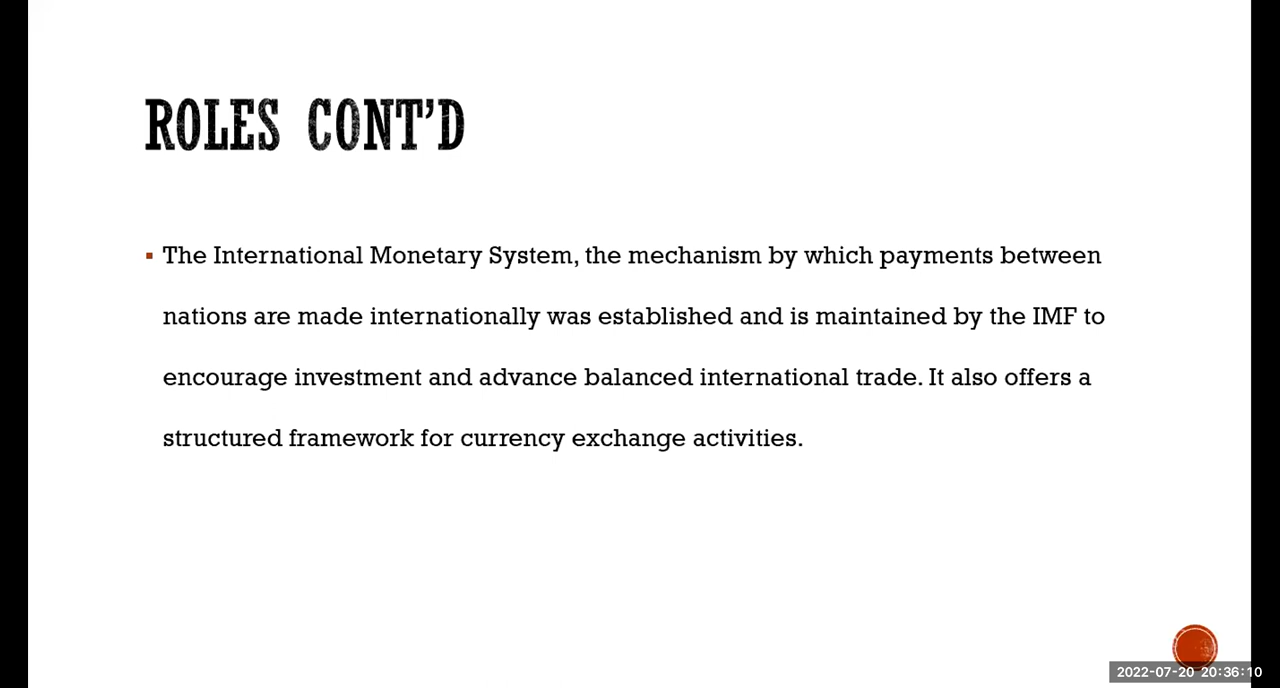 ROLES CONT'D
The International Monetary System, the mechanism by which payments between
nations are made internationally was established and is maintained by the IMF to
encourage investment and advance balanced international trade. It also offers a
structured framework for currency exchange activities.
2022-07-20 20:36:10